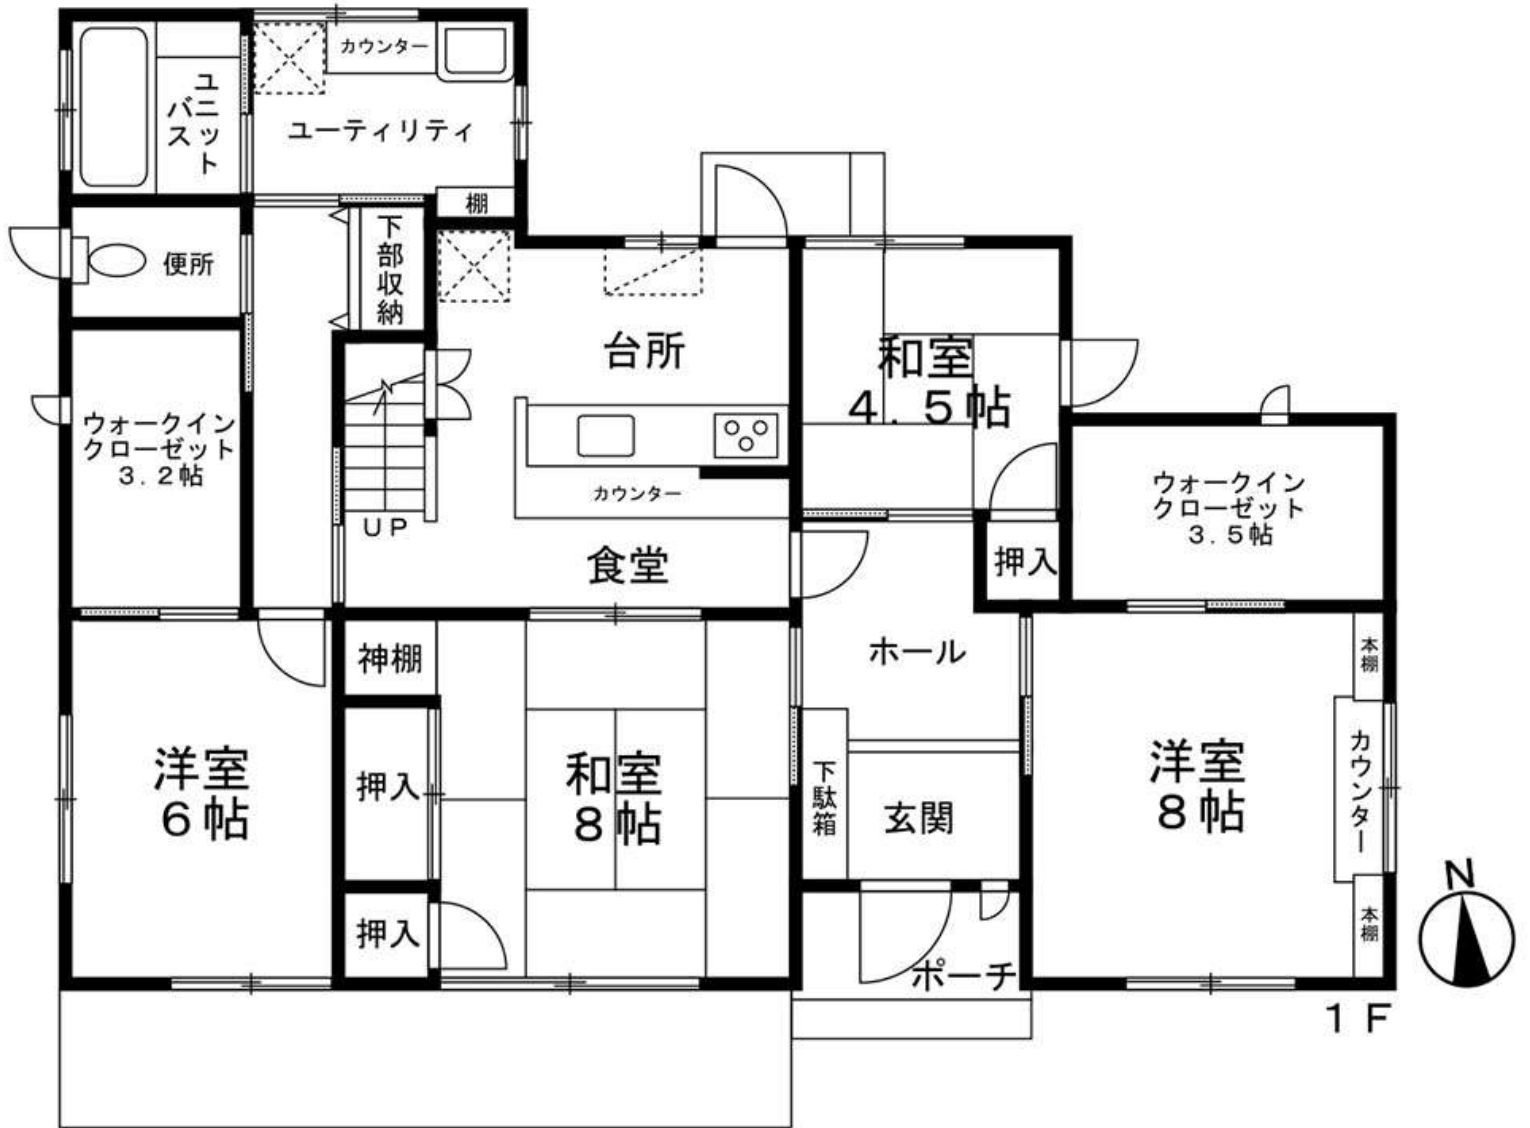 カウンター
ユニット
バス
ユーティリティ
棚
便所
下部収納
台所
和室
4.5帖
ウォークイン
クローゼット
3.2帖
ウォークイン
クローゼット
3.5帖
カウンター
UP
食堂
押入
神棚
ホール
本棚
洋室
6帖
押入
和室
8帖
下駄箱
玄関
洋室
8帖
カウンター
押入
本棚
ポーチ
N
1F